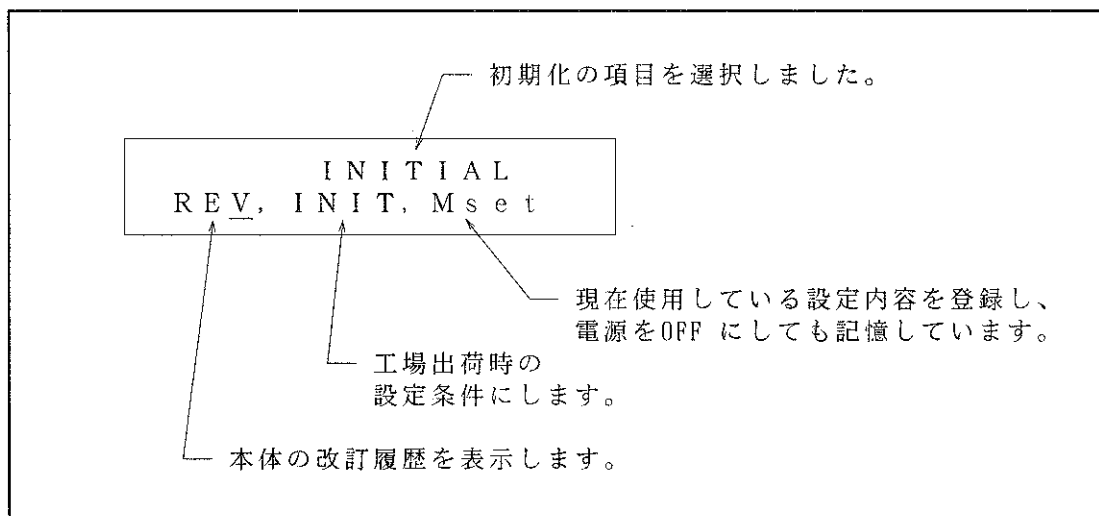 初期化の項目を選択しました。
INITIAL
REV, INIT, Mset
現在使用している設定内容を登録し、
電源をOFF にしても記憶しています。
工場出荷時の
設定条件にします。
本体の改訂履歴を表示します。